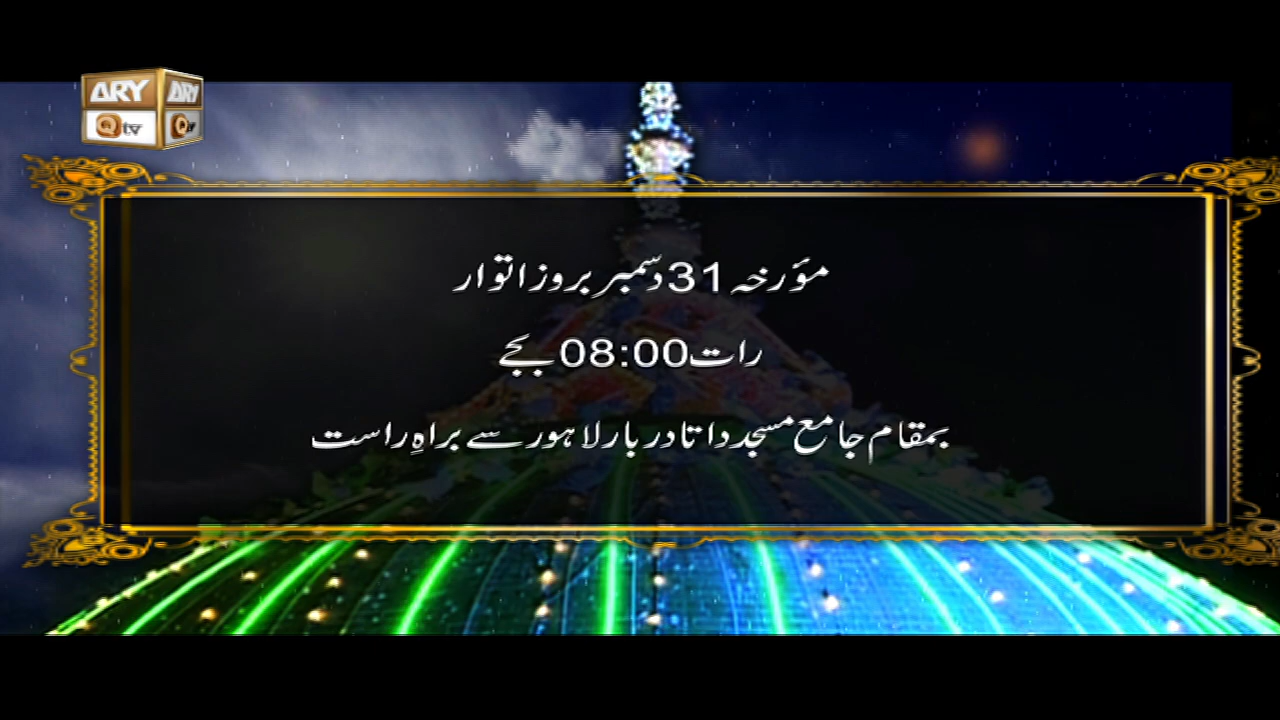 ARY ARY
Qtv Qtv
مؤرخہ 31 دسمبر بروز اتوار
رات 08:00 بجے
بمقام جامع مسجد داتا دربار لاہور سے براہِ راست